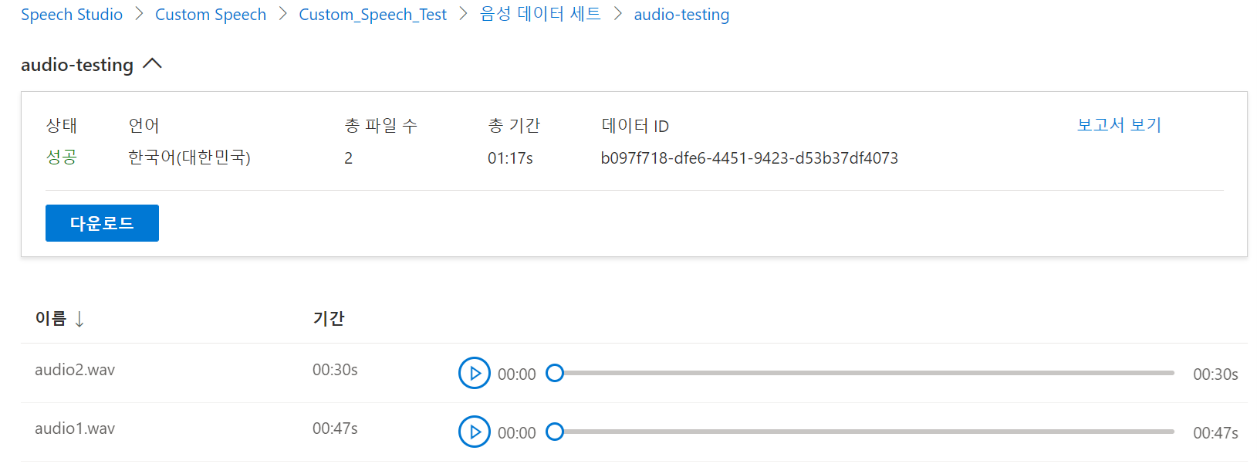 Speech Studio > Custom Speech > Custom_Speech_Test > 음성 데이터 세트 > audio-testing
audio-testing
상태 언어 총 파일 수 총 기간 데이터 ID 보고서 보기
성공 한국어(대한민국) 2 01:17s b097f718-dfe6-4451-9423-d53b37df4073
다운로드
이름 ↓ 기간
audio2.wav 00:30s 00:00 00:30s
audio1.wav 00:47s 00:00 00:47s